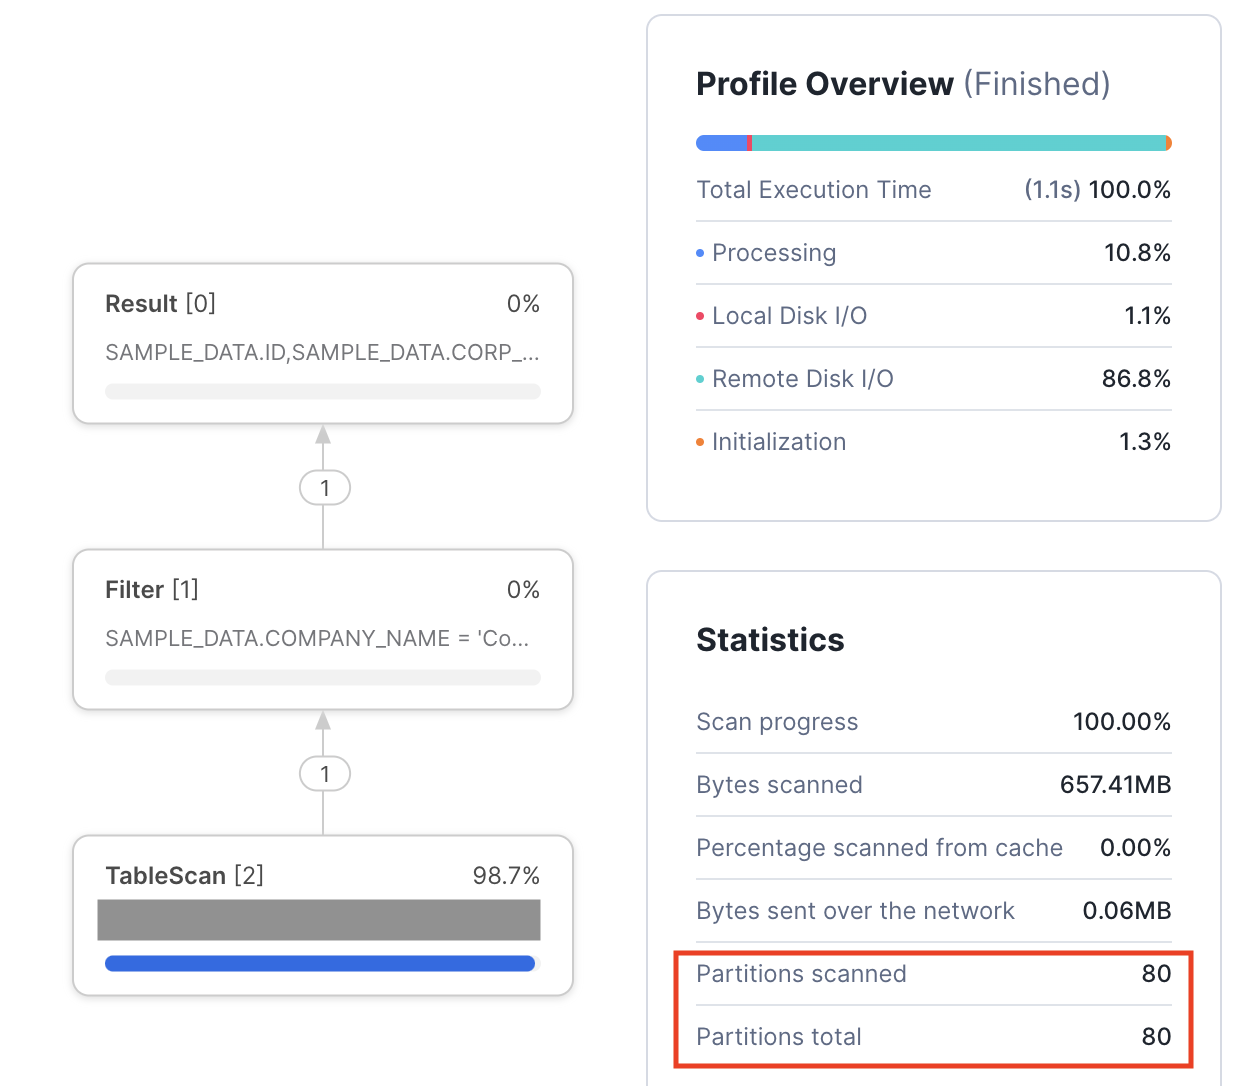 Result [0] 0%
SAMPLE_DATA.ID,SAMPLE_DATA.CORP_...
1
Filter [1] 0%
SAMPLE_DATA.COMPANY_NAME = 'Co...
1
TableScan [2] 98.7%
Profile Overview (Finished)
Total Execution Time (1.1s) 100.0%
Processing 10.8%
Local Disk I/O 1.1%
Remote Disk I/O 86.8%
Initialization 1.3%
Statistics
Scan progress 100.00%
Bytes scanned 657.41MB
Percentage scanned from cache 0.00%
Bytes sent over the network 0.06MB
Partitions scanned 80
Partitions total 80